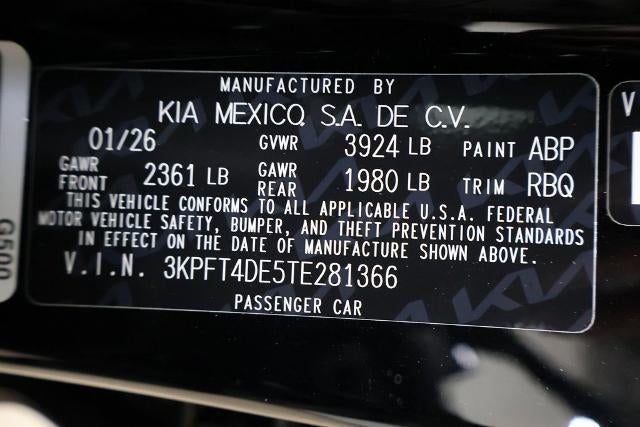 MANUFACTURED BY
KIA MEXICO, S.A. DE C.V.
01/26 GVWR 3924 LB PAINT ABP
GAWR FRONT 2361 LB GAWR REAR 1980 LB TRIM RBQ
THIS VEHICLE CONFORMS TO ALL APPLICABLE U.S.A. FEDERAL
MOTOR VEHICLE SAFETY, BUMPER, AND THEFT PREVENTION STANDARDS
IN EFFECT ON THE DATE OF MANUFACTURE SHOWN ABOVE.
V.I.N. 3KPFT4DE5TE281366
PASSENGER CAR
G500
V